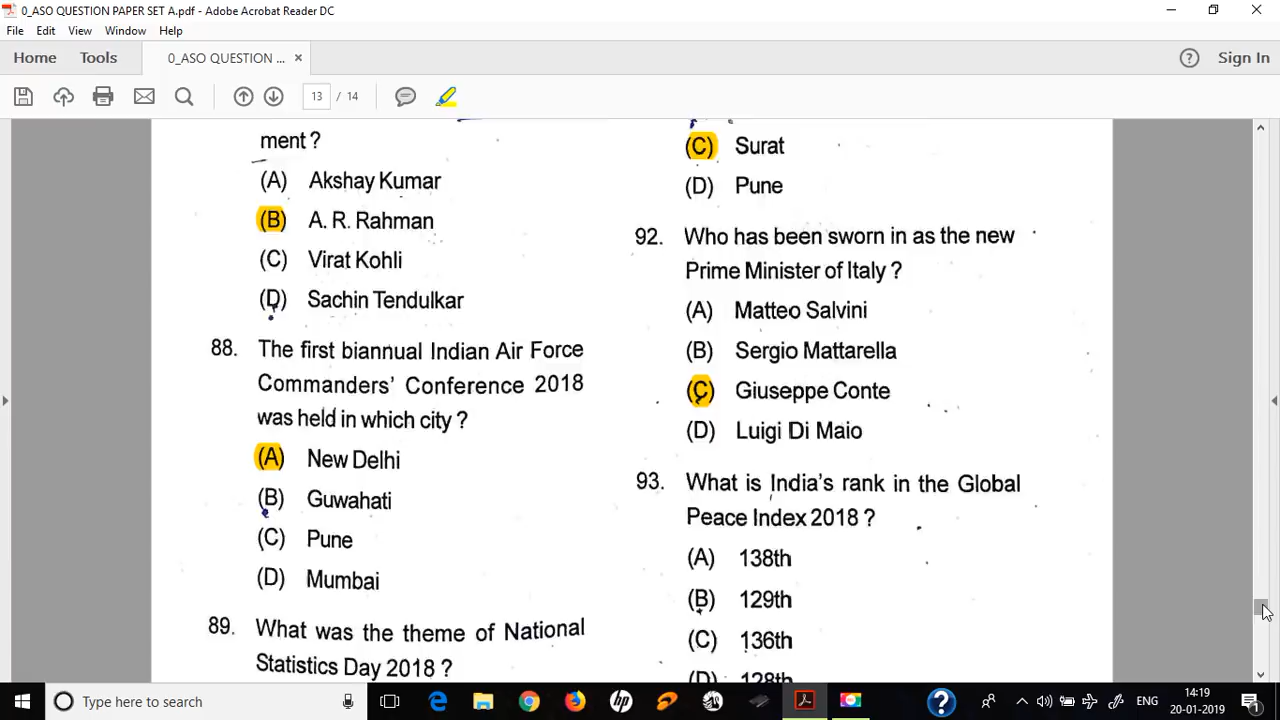 0_ASO QUESTION PAPER SET A.pdf - Adobe Acrobat Reader DC
File Edit View Window Help
Home Tools 0_ASO QUESTION ... × Sign In
13 / 14
ment ?
(A) Akshay Kumar
(B) A. R. Rahman
(C) Virat Kohli
(D) Sachin Tendulkar
88. The first biannual Indian Air Force
Commanders' Conference 2018
was held in which city ?
(A) New Delhi
(B) Guwahati
(C) Pune
(D) Mumbai
89. What was the theme of National
Statistics Day 2018 ?
(C) Surat
(D) Pune
92. Who has been sworn in as the new
Prime Minister of Italy ?
(A) Matteo Salvini
(B) Sergio Mattarella
(C) Giuseppe Conte
(D) Luigi Di Maio
93. What is India's rank in the Global
Peace Index 2018 ?
(A) 138th
(B) 129th
(C) 136th
(D) 128th
Type here to search
hp
ENG
14:19
20-01-2019